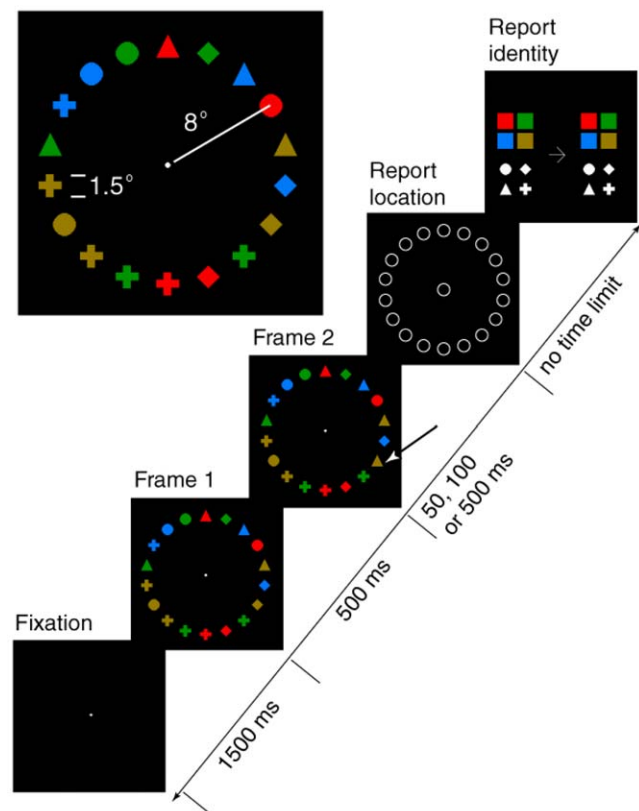 Report
identity
8°
1.5°
Report
location
Frame 2
no time limit
Frame 1
50, 100
or 500 ms
500 ms
Fixation
1500 ms